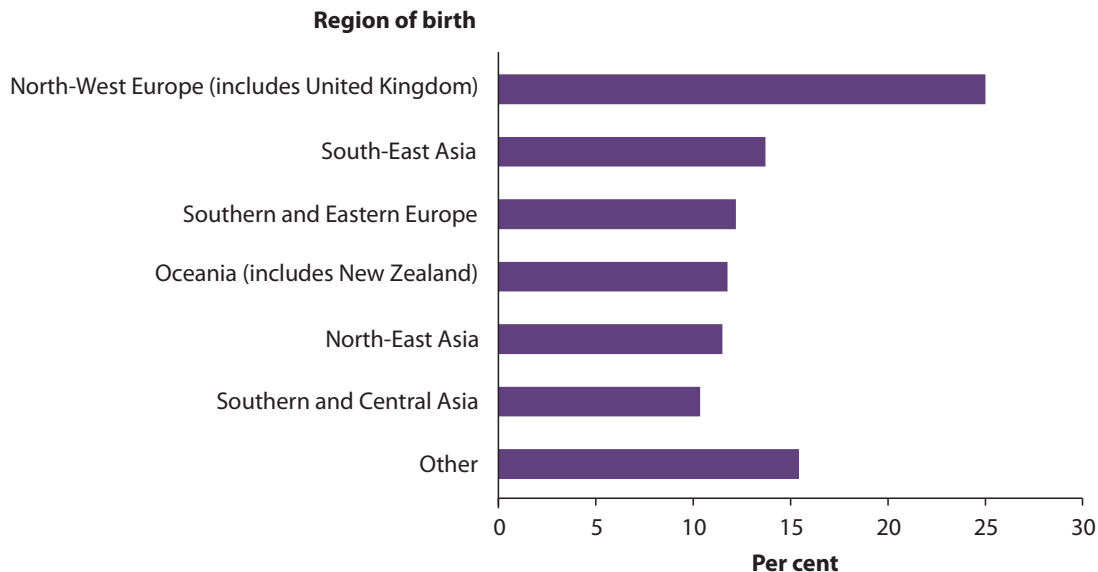 Region of birth
North-West Europe (includes United Kingdom)
South-East Asia
Southern and Eastern Europe
Oceania (includes New Zealand)
North-East Asia
Southern and Central Asia
Other
0 5 10 15 20 25 30
Per cent